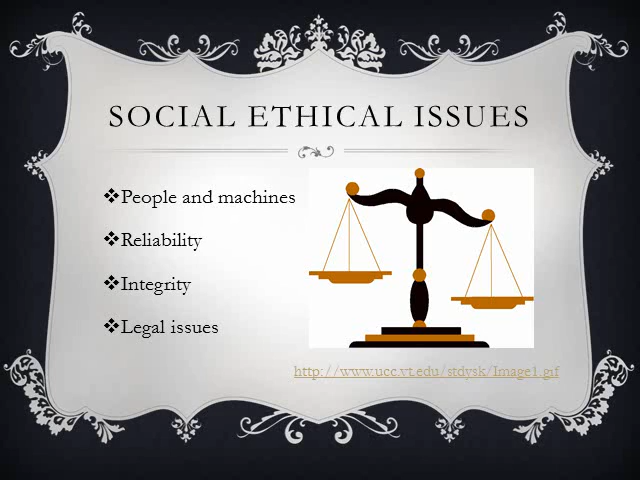 SOCIAL ETHICAL ISSUES
❖People and machines
❖Reliability
❖Integrity
❖Legal issues
http://www.ucc.vt.edu/stdysk/Image1.gif